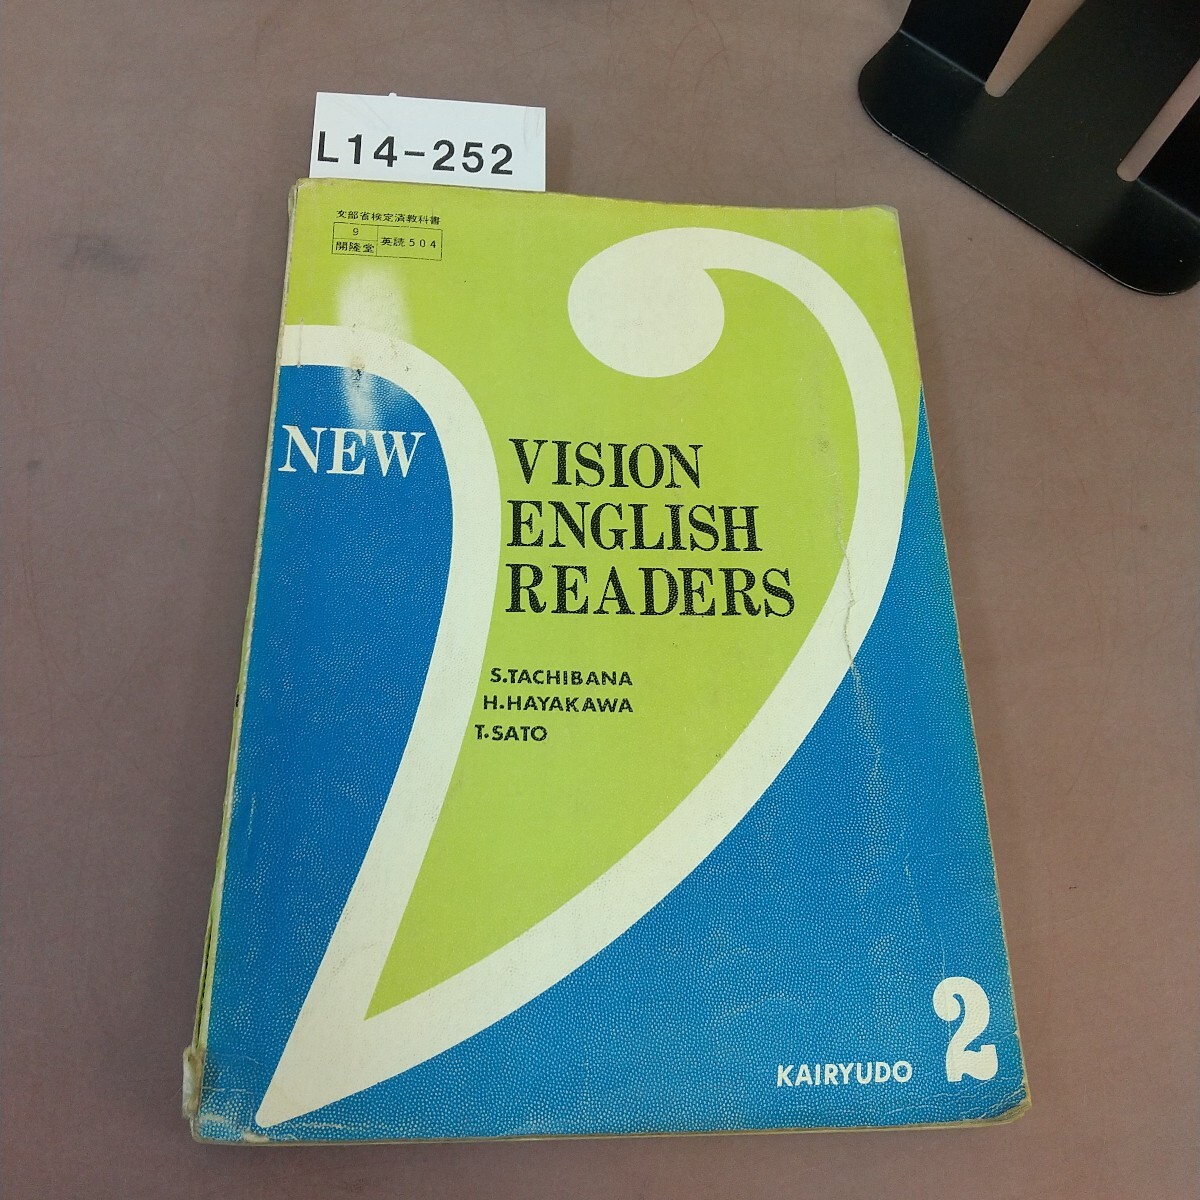 L14-252
文部省検定済教科書
9
開隆堂
英読504
NEW
VISION
ENGLISH
READERS
S.TACHIBANA
H.HAYAKAWA
T.SATO
KAIRYUDO
2